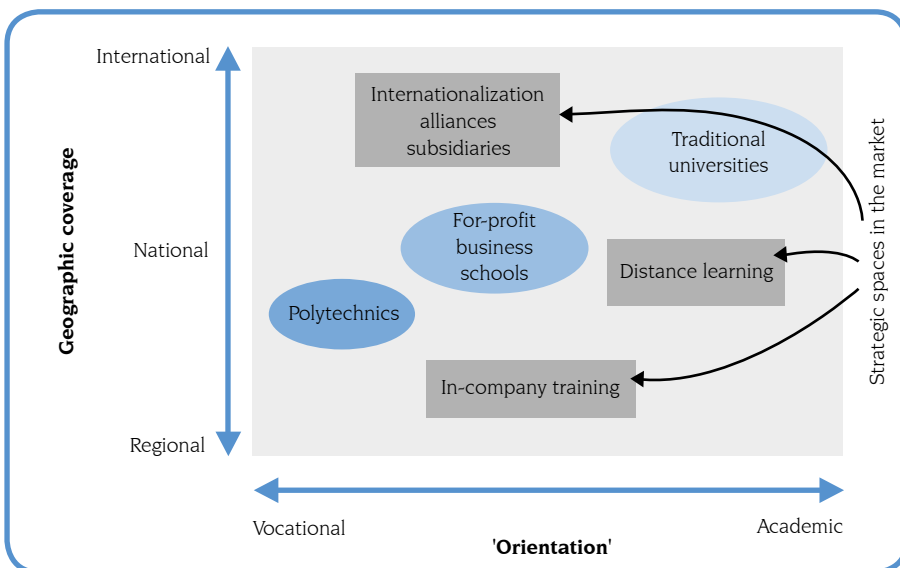 International
Internationalization
alliances
subsidiaries
Traditional
universities
Strategic spaces in the market
Geographic coverage
National
For-profit
business
schools
Distance learning
Polytechnics
In-company training
Regional
Vocational
Academic
'Orientation'